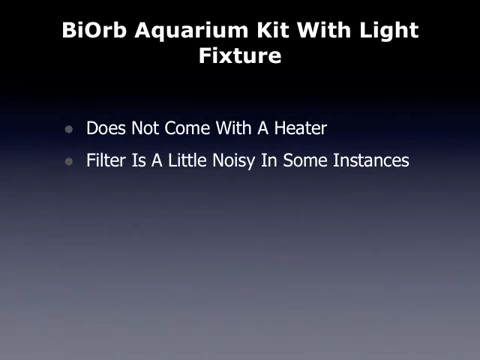 BiOrb Aquarium Kit With Light
Fixture
Does Not Come With A Heater
Filter Is A Little Noisy In Some Instances